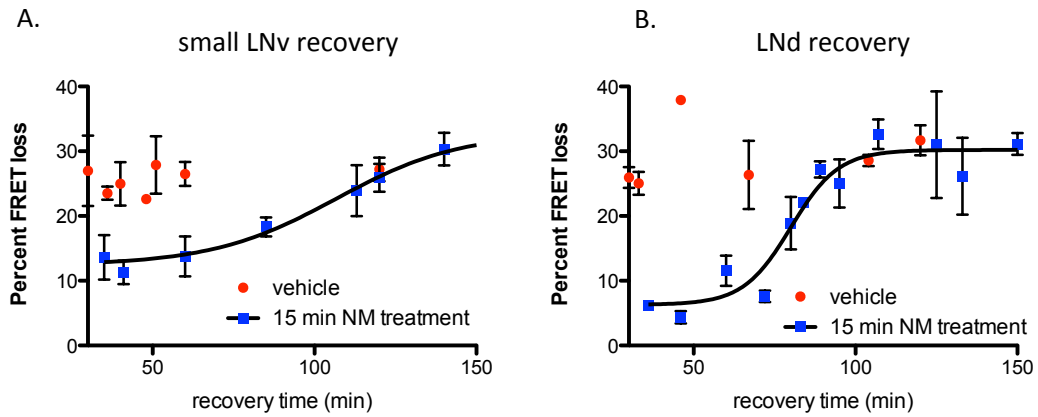 A.
small LNv recovery
Percent FRET loss
40
30
20
10
0
50
100
150
vehicle
15 min NM treatment
recovery time (min)
B.
LNd recovery
Percent FRET loss
40
30
20
10
0
50
100
150
vehicle
15 min NM treatment
recovery time (min)